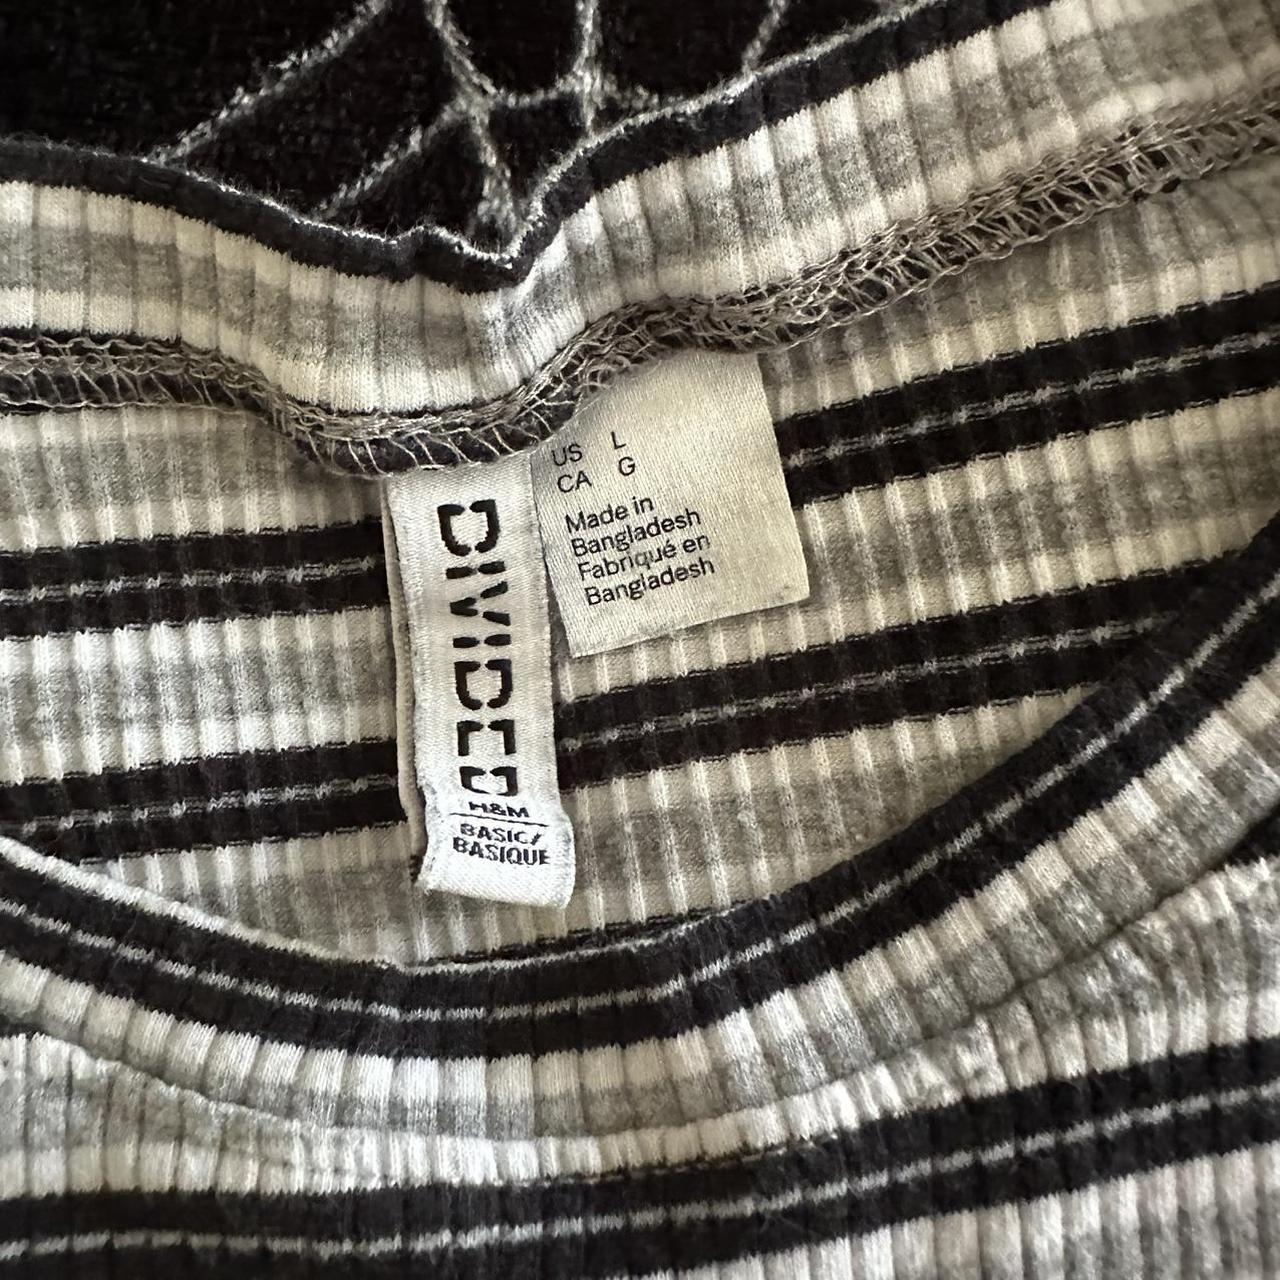 DIVIDED
H&M
BASIC/
BASIQUE
US L
CA G
Made in
Bangladesh
Fabriqué en
Bangladesh